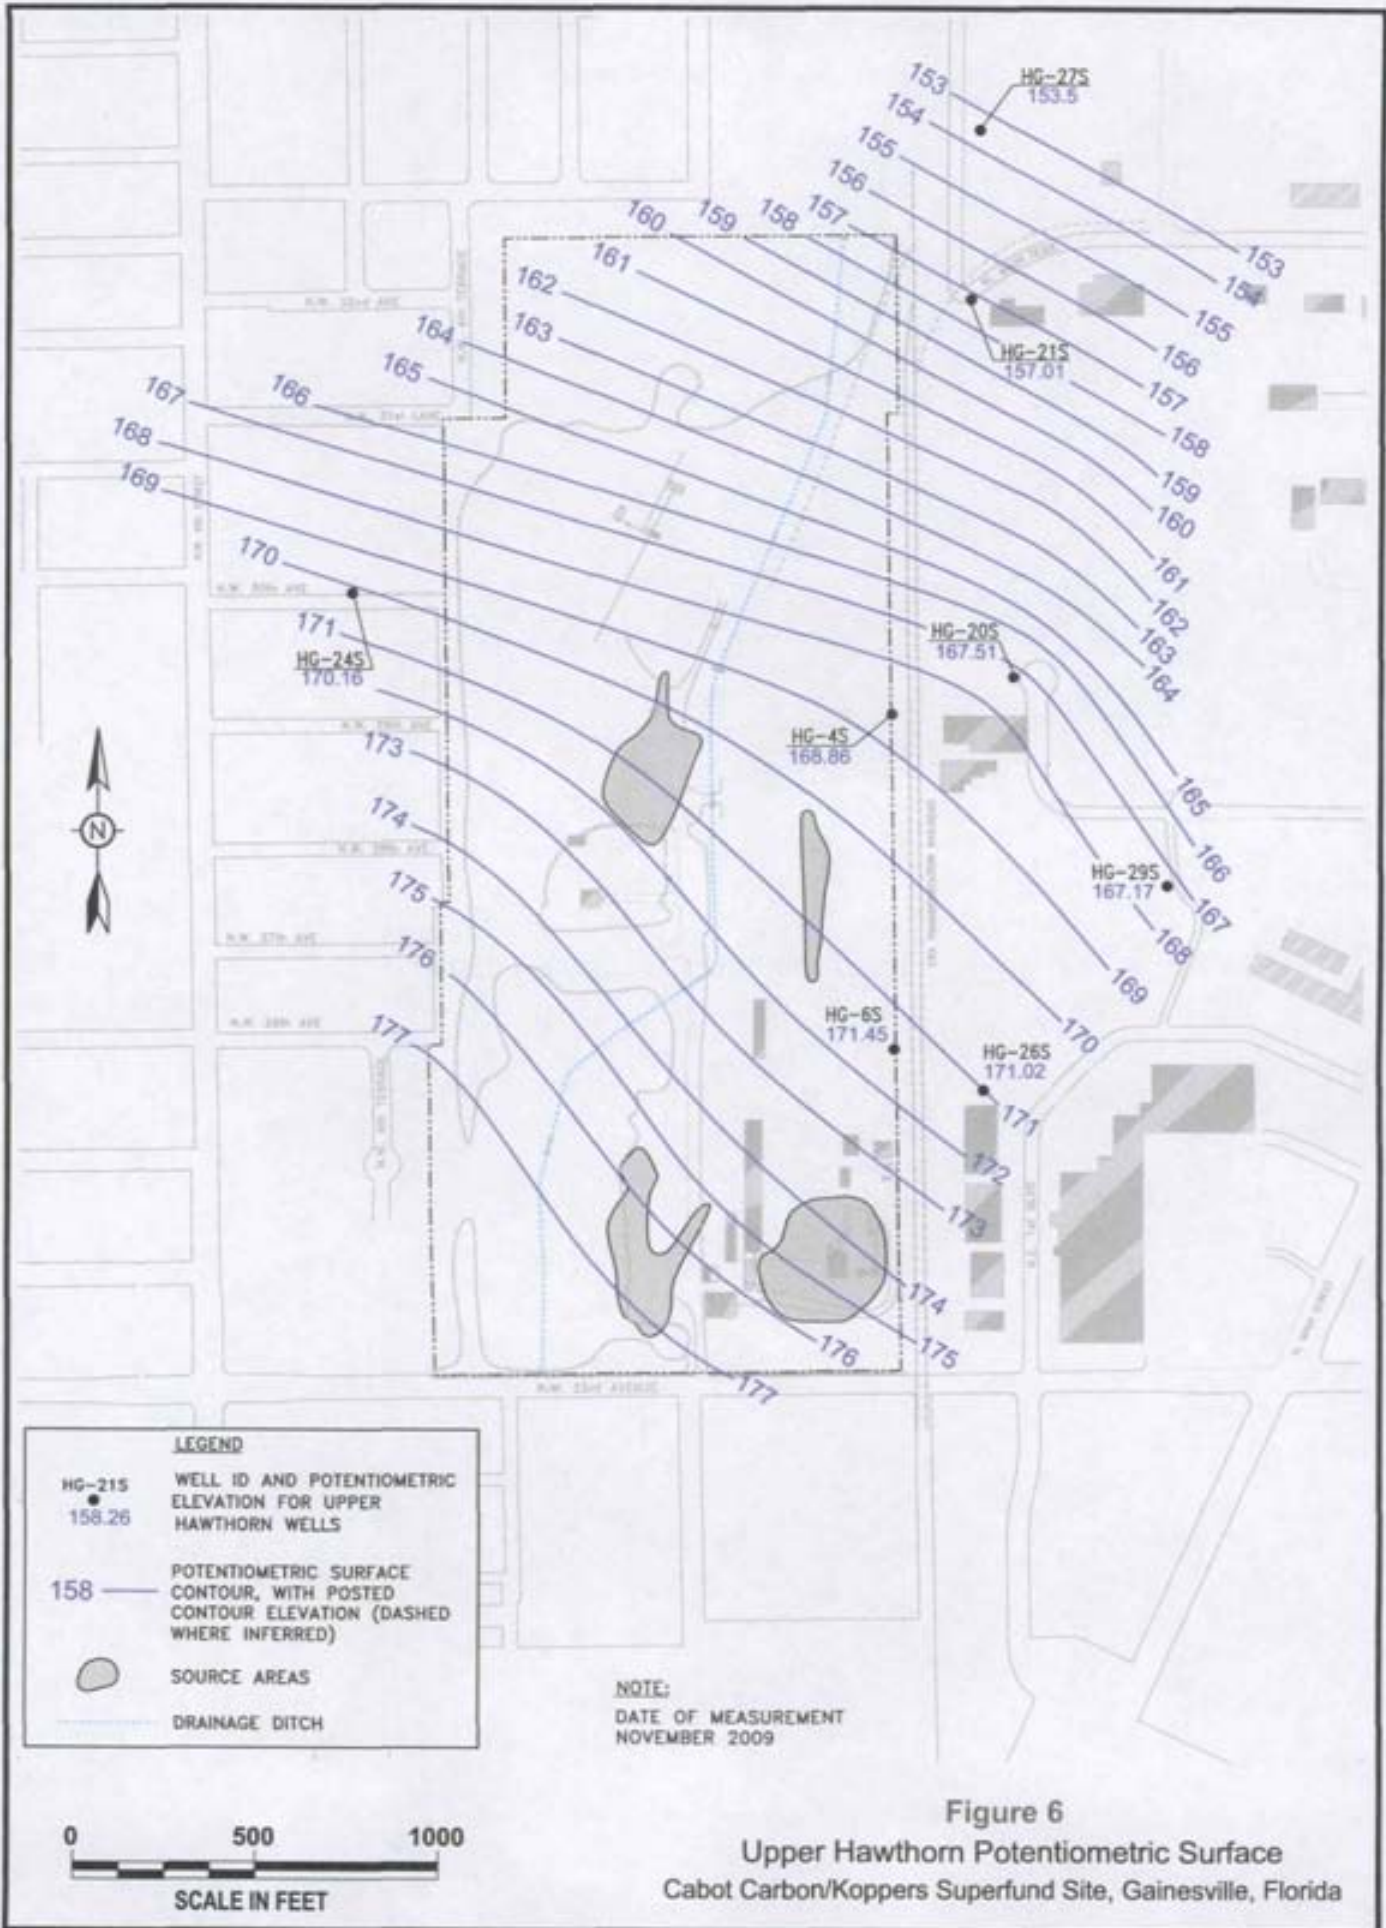 153
HG-27S
153.5
154
155
156
157
158
159
160
161
162
163
164
165
166
167
168
169
170
171
173
174
175
176
177
153
154
155
156
157
158
159
160
161
162
163
164
165
166
167
168
169
170
171
172
173
174
175
176
177
HG-21S
157.01
HG-20S
167.51
HG-24S
170.16
HG-4S
168.86
HG-29S
167.17
HG-6S
171.45
HG-26S
171.02
N
N.W. 30th AVE
N.W. 26th AVE
N.W. 23rd AVENUE
LEGEND
HG-21S
158.26
WELL ID AND POTENTIOMETRIC
ELEVATION FOR UPPER
HAWTHORN WELLS
158
POTENTIOMETRIC SURFACE
CONTOUR, WITH POSTED
CONTOUR ELEVATION (DASHED
WHERE INFERRED)
SOURCE AREAS
DRAINAGE DITCH
NOTE:
DATE OF MEASUREMENT
NOVEMBER 2009
0 500 1000
SCALE IN FEET
Figure 6
Upper Hawthorn Potentiometric Surface
Cabot Carbon/Koppers Superfund Site, Gainesville, Florida